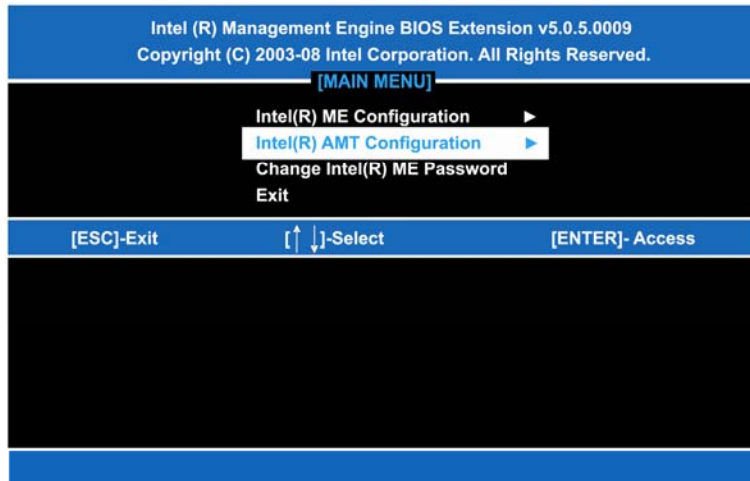 Intel (R) Management Engine BIOS Extension v5.0.5.0009
Copyright (C) 2003-08 Intel Corporation. All Rights Reserved.
[MAIN MENU]
Intel(R) ME Configuration ►
Intel(R) AMT Configuration ►
Change Intel(R) ME Password
Exit
[ESC]-Exit [↑ ↓]-Select [ENTER]- Access